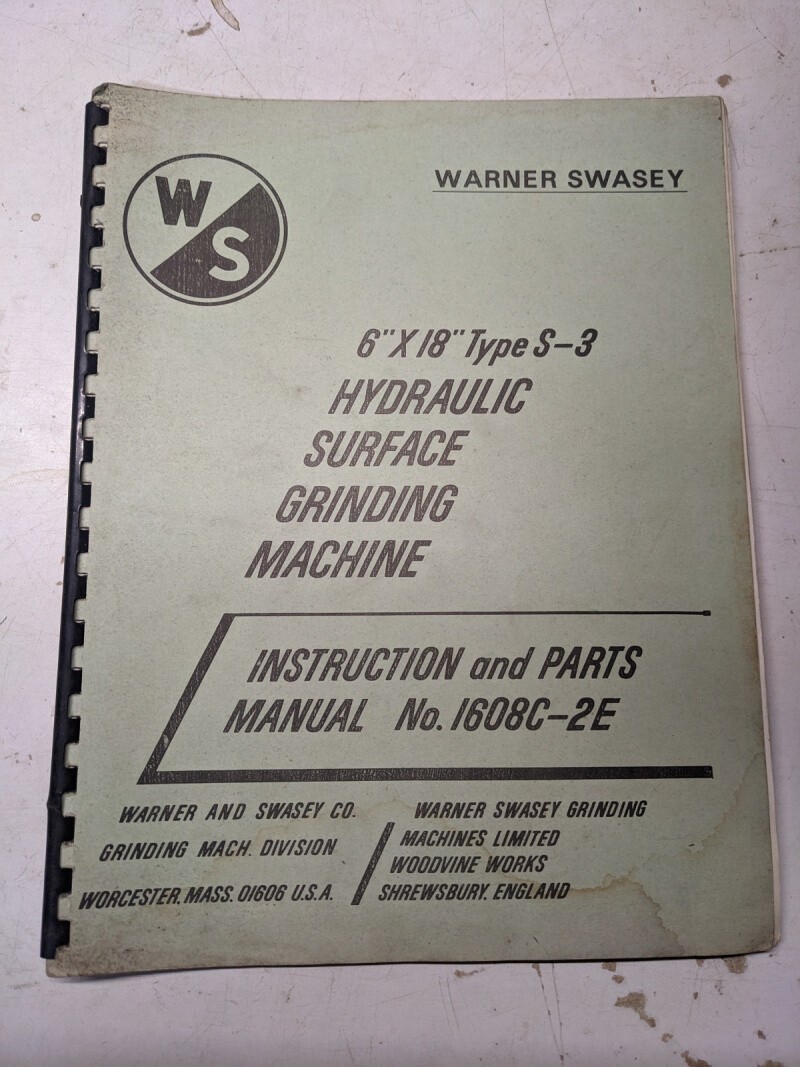 W
S
WARNER SWASEY
6" X 18" Type S-3
HYDRAULIC
SURFACE
GRINDING
MACHINE
INSTRUCTION and PARTS
MANUAL No. 1608C-2E
WARNER AND SWASEY CO.
GRINDING MACH. DIVISION
WORCESTER, MASS. 01606 U.S.A.
WARNER SWASEY GRINDING
MACHINES LIMITED
WOODVINE WORKS
SHREWSBURY, ENGLAND